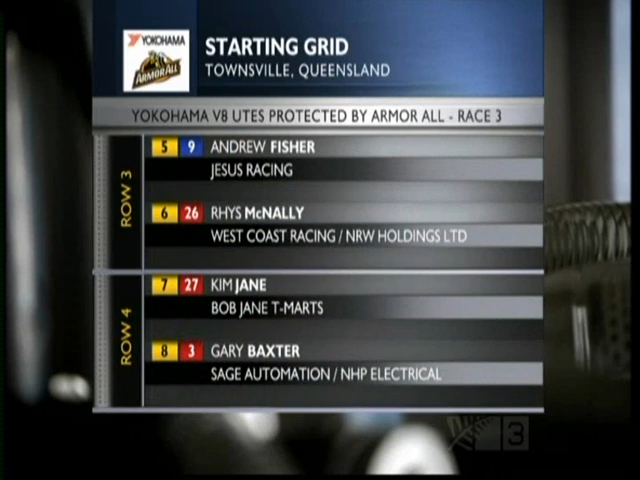 YOKOHAMA
ARMOR ALL
STARTING GRID
TOWNSVILLE, QUEENSLAND
YOKOHAMA V8 UTES PROTECTED BY ARMOR ALL - RACE 3
ROW 3
5 9 ANDREW FISHER
JESUS RACING
6 26 RHYS McNALLY
WEST COAST RACING / NRW HOLDINGS LTD
ROW 4
7 27 KIM JANE
BOB JANE T-MARTS
8 3 GARY BAXTER
SAGE AUTOMATION / NHP ELECTRICAL
3